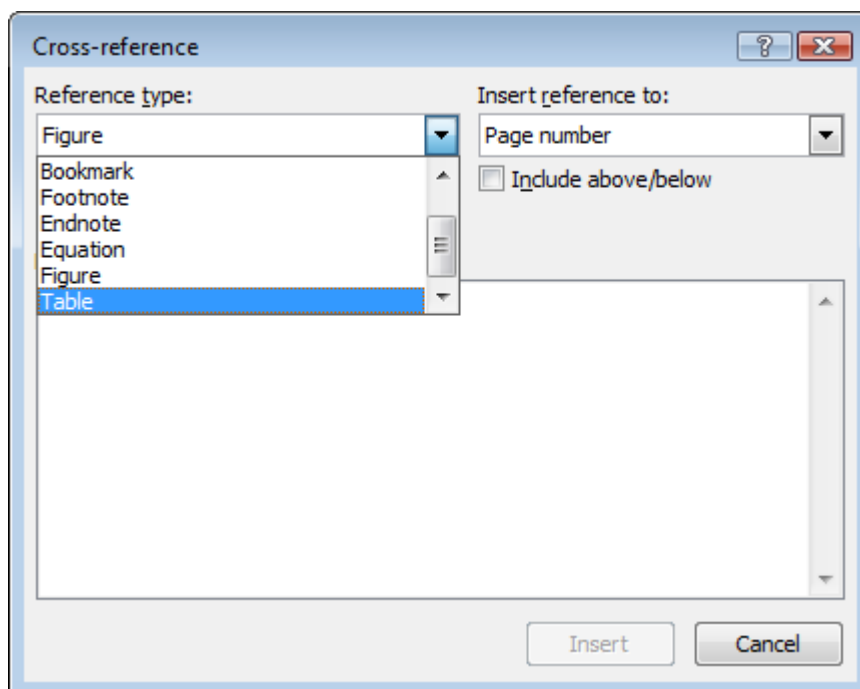 Cross-reference
Reference type:
Insert reference to:
Figure
Page number
Bookmark
Footnote
Endnote
Equation
Figure
Table
Include above/below
Insert
Cancel